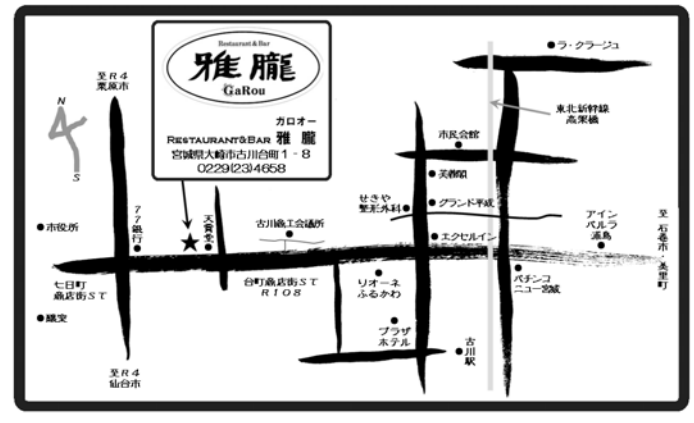 Restaurant&Bar
雅 朧
GaRou
ガロオー
RESTAURANT&BAR 雅 朧
宮城県大崎市古川台町1-8
0229(23)4658
至R4
栗原市
N
S
ラ・クラージュ
東北新幹線
高架橋
市民会館
美善閣
せきや
整形外科
グランド平成
エクセルイン
アイン
パルラ
浦島
至 石巻市・美里町
市役所
77銀行
天賞堂
古川商工会議所
七日町
商店街ST
台町商店街ST
R108
リオーネ
ふるかわ
パチンコ
ニュー宮城
プラザ
ホテル
古川駅
至R4
仙台市